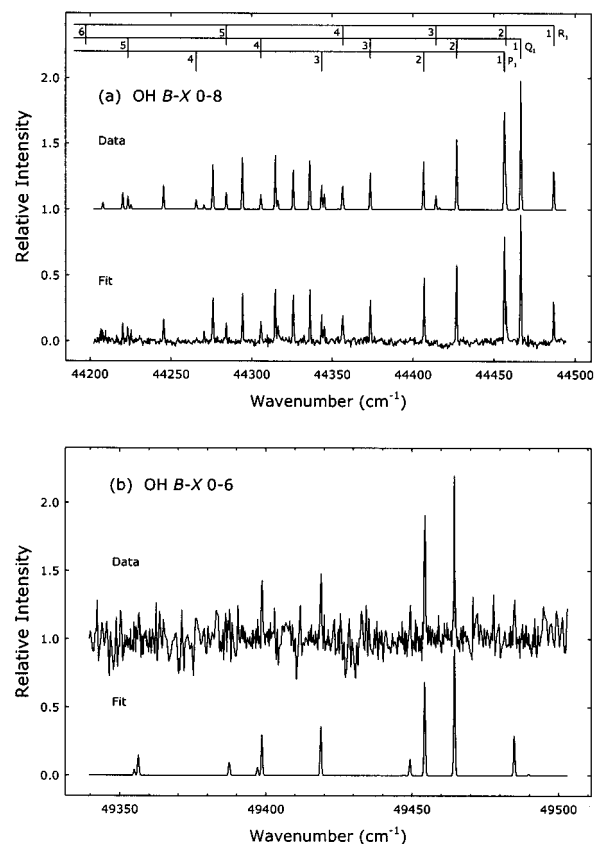 6 5 4 3 2 1 R₁
5 4 3 2 1 Q₁
4 3 2 1 P₁
(a) OH B-X 0-8
2.0
Data
1.5
1.0
Fit
0.5
0.0
Relative Intensity
44200 44250 44300 44350 44400 44450 44500
Wavenumber (cm⁻¹)
(b) OH B-X 0-6
2.0
Data
1.5
1.0
Fit
0.5
0.0
Relative Intensity
49350 49400 49450 49500
Wavenumber (cm⁻¹)